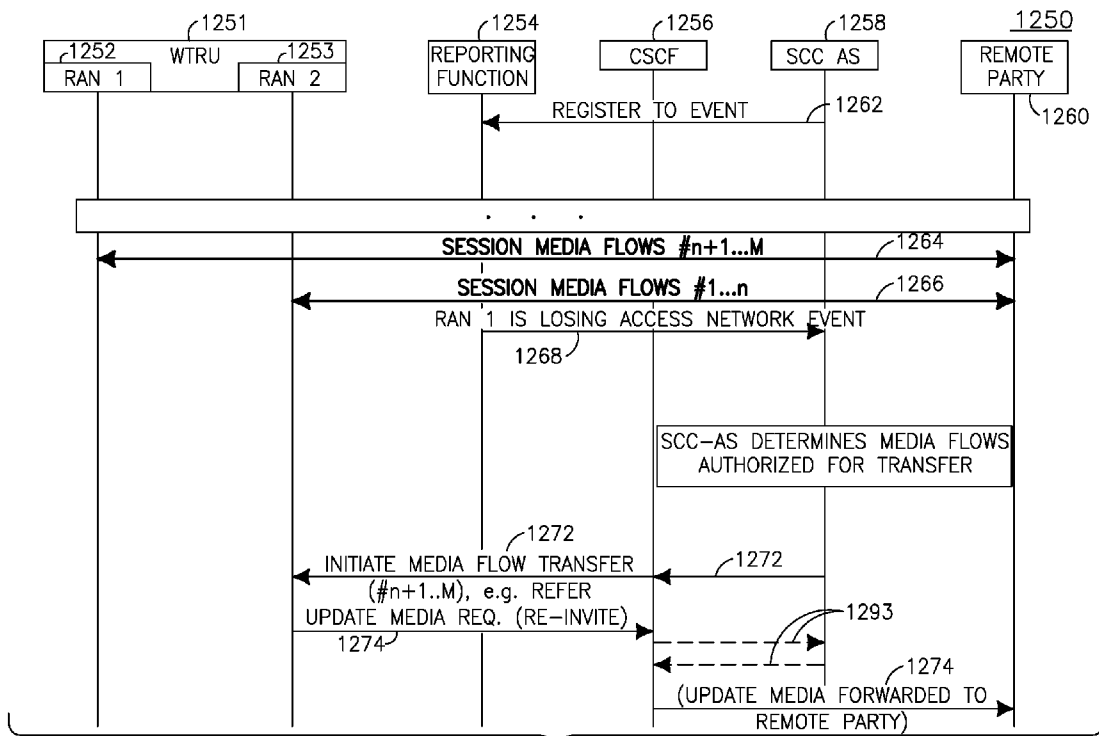 1250
1251
1254
1256
1258
1252
WTRU
1253
REPORTING
FUNCTION
CSCF
SCC AS
REMOTE
PARTY
RAN 1
RAN 2
1260
REGISTER TO EVENT
1262
. . .
SESSION MEDIA FLOWS #n+1...M
1264
SESSION MEDIA FLOWS #1...n
1266
RAN 1 IS LOSING ACCESS NETWORK EVENT
1268
SCC-AS DETERMINES MEDIA FLOWS
AUTHORIZED FOR TRANSFER
1272
INITIATE MEDIA FLOW TRANSFER
1272
(#n+1..M), e.g. REFER
UPDATE MEDIA REQ. (RE-INVITE)
1274
1293
1274
(UPDATE MEDIA FORWARDED TO
REMOTE PARTY)